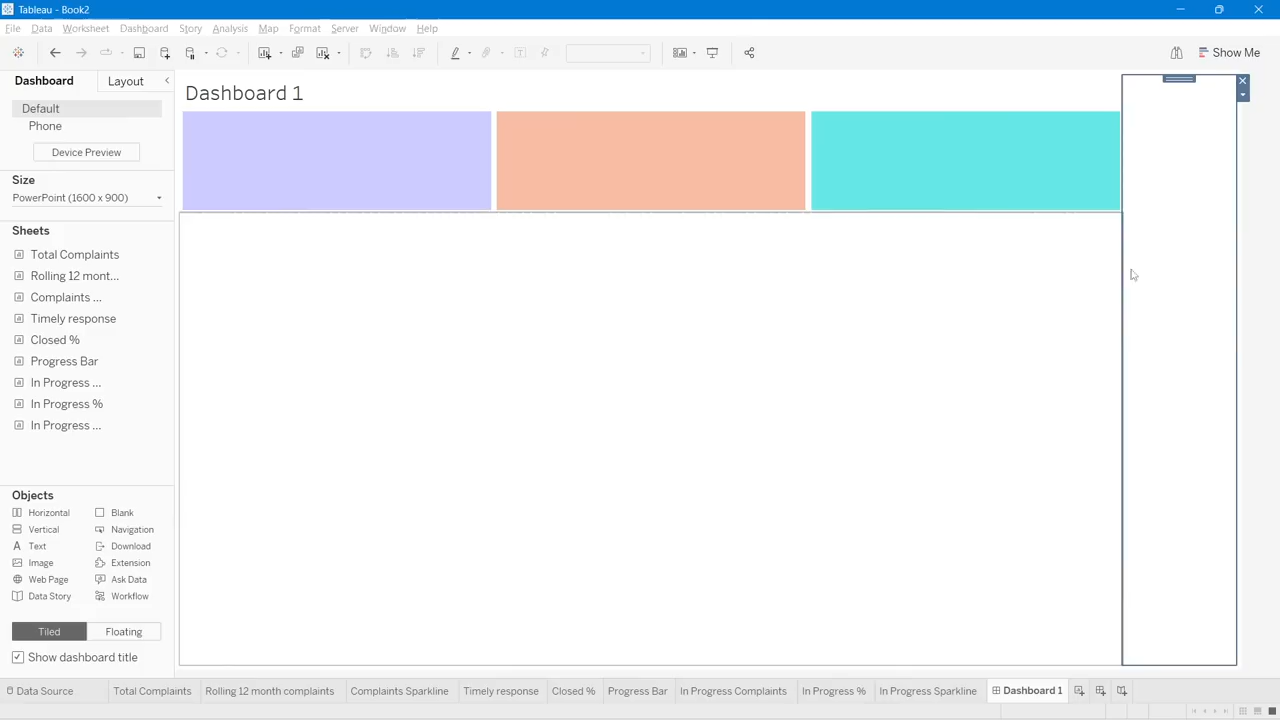 Tableau - Book2
File Data Worksheet Dashboard Story Analysis Map Format Server Window Help
Show Me
Dashboard Layout
Default
Phone
Device Preview
Size
PowerPoint (1600 x 900)
Sheets
Total Complaints
Rolling 12 mont...
Complaints ...
Timely response
Closed %
Progress Bar
In Progress ...
In Progress %
In Progress ...
Objects
Horizontal Blank
Vertical Navigation
Text Download
Image Extension
Web Page Ask Data
Data Story Workflow
Tiled Floating
Show dashboard title
Dashboard 1
Data Source Total Complaints Rolling 12 month complaints Complaints Sparkline Timely response Closed % Progress Bar In Progress Complaints In Progress % In Progress Sparkline Dashboard 1